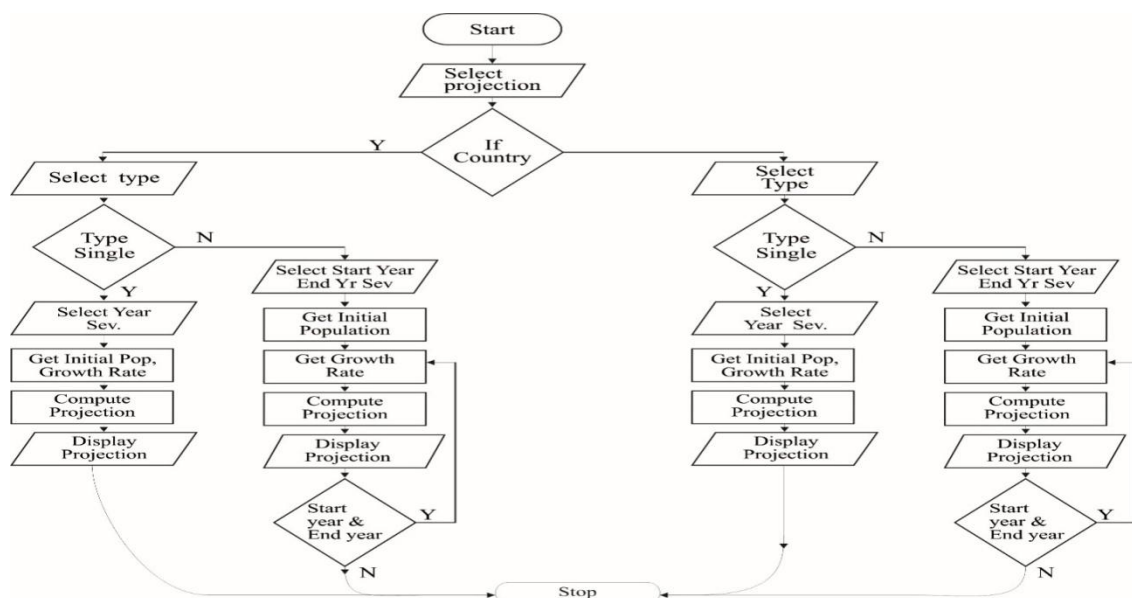 Start
Select
projection
If
Country
Y
Select type
Type
Single
N
Y
Select Year
Sev.
Get Initial Pop,
Growth Rate
Compute
Projection
Display
Projection
Select Start Year
End Yr Sev
Get Initial
Population
Get Growth
Rate
Compute
Projection
Display
Projection
Start
year &
End year
Y
N
Select
Type
Type
Single
N
Y
Select
Year Sev.
Get Initial Pop,
Growth Rate
Compute
Projection
Display
Projection
Select Start Year
End Yr Sev
Get Initial
Population
Get Growth
Rate
Compute
Projection
Display
Projection
Start
year &
End year
Y
N
Stop